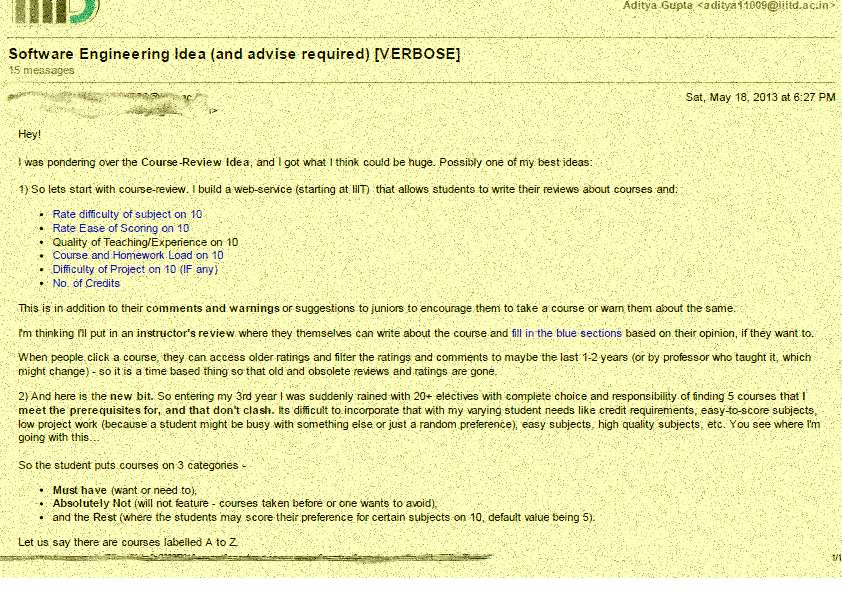 Aditya Gupta <aditya11009@iiitd.ac.in>
Software Engineering Idea (and advise required) [VERBOSE]
15 messages
Sat, May 18, 2013 at 6:27 PM
Hey!
I was pondering over the Course-Review Idea, and I got what I think could be huge. Possibly one of my best ideas:
1) So lets start with course-review. I build a web-service (starting at IIIT) that allows students to write their reviews about courses and:
• Rate difficulty of subject on 10
• Rate Ease of Scoring on 10
• Quality of Teaching/Experience on 10
• Course and Homework Load on 10
• Difficulty of Project on 10 (IF any)
• No. of Credits
This is in addition to their comments and warnings or suggestions to juniors to encourage them to take a course or warn them about the same.
I'm thinking I'll put in an instructor's review where they themselves can write about the course and fill in the blue sections based on their opinion, if they want to.
When people click a course, they can access older ratings and filter the ratings and comments to maybe the last 1-2 years (or by professor who taught it, which
might change) - so it is a time based thing so that old and obsolete reviews and ratings are gone.
2) And here is the new bit. So entering my 3rd year I was suddenly rained with 20+ electives with complete choice and responsibility of finding 5 courses that I
meet the prerequisites for, and that don't clash. Its difficult to incorporate that with my varying student needs like credit requirements, easy-to-score subjects,
low project work (because a student might be busy with something else or just a random preference), easy subjects, high quality subjects, etc. You see where I'm
going with this...
So the student puts courses on 3 categories -
• Must have (want or need to),
• Absolutely Not (will not feature - courses taken before or one wants to avoid),
• and the Rest (where the students may score their preference for certain subjects on 10, default value being 5).
Let us say there are courses labelled A to Z.
1/1